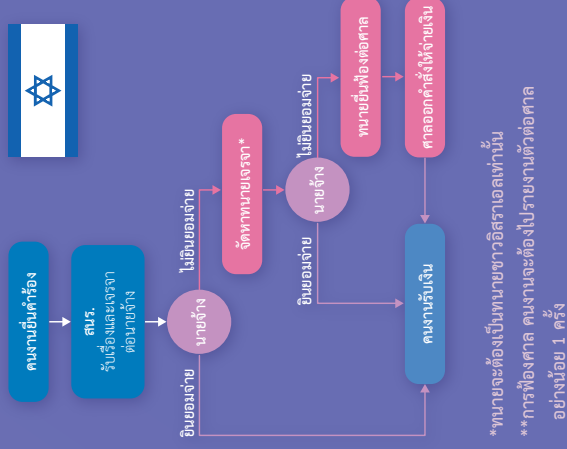 คนงานยื่นคำร้อง
สนร.
รับเรื่องและเจรจา
ต่อนายจ้าง
นายจ้าง
ยินยอมจ่าย
ไม่ยินยอมจ่าย
จัดหาทนายเจรจา*
นายจ้าง
ยินยอมจ่าย
ไม่ยินยอมจ่าย
ทนายยื่นฟ้องต่อศาล
ศาลออกคำสั่งให้จ่ายเงิน
คนงานรับเงิน
*ทนายจะต้องเป็นทนายชาวอิสราเอลเท่านั้น
**การฟ้องศาล คนงานจะต้องไปรายงานตัวต่อศาล
อย่างน้อย 1 ครั้ง